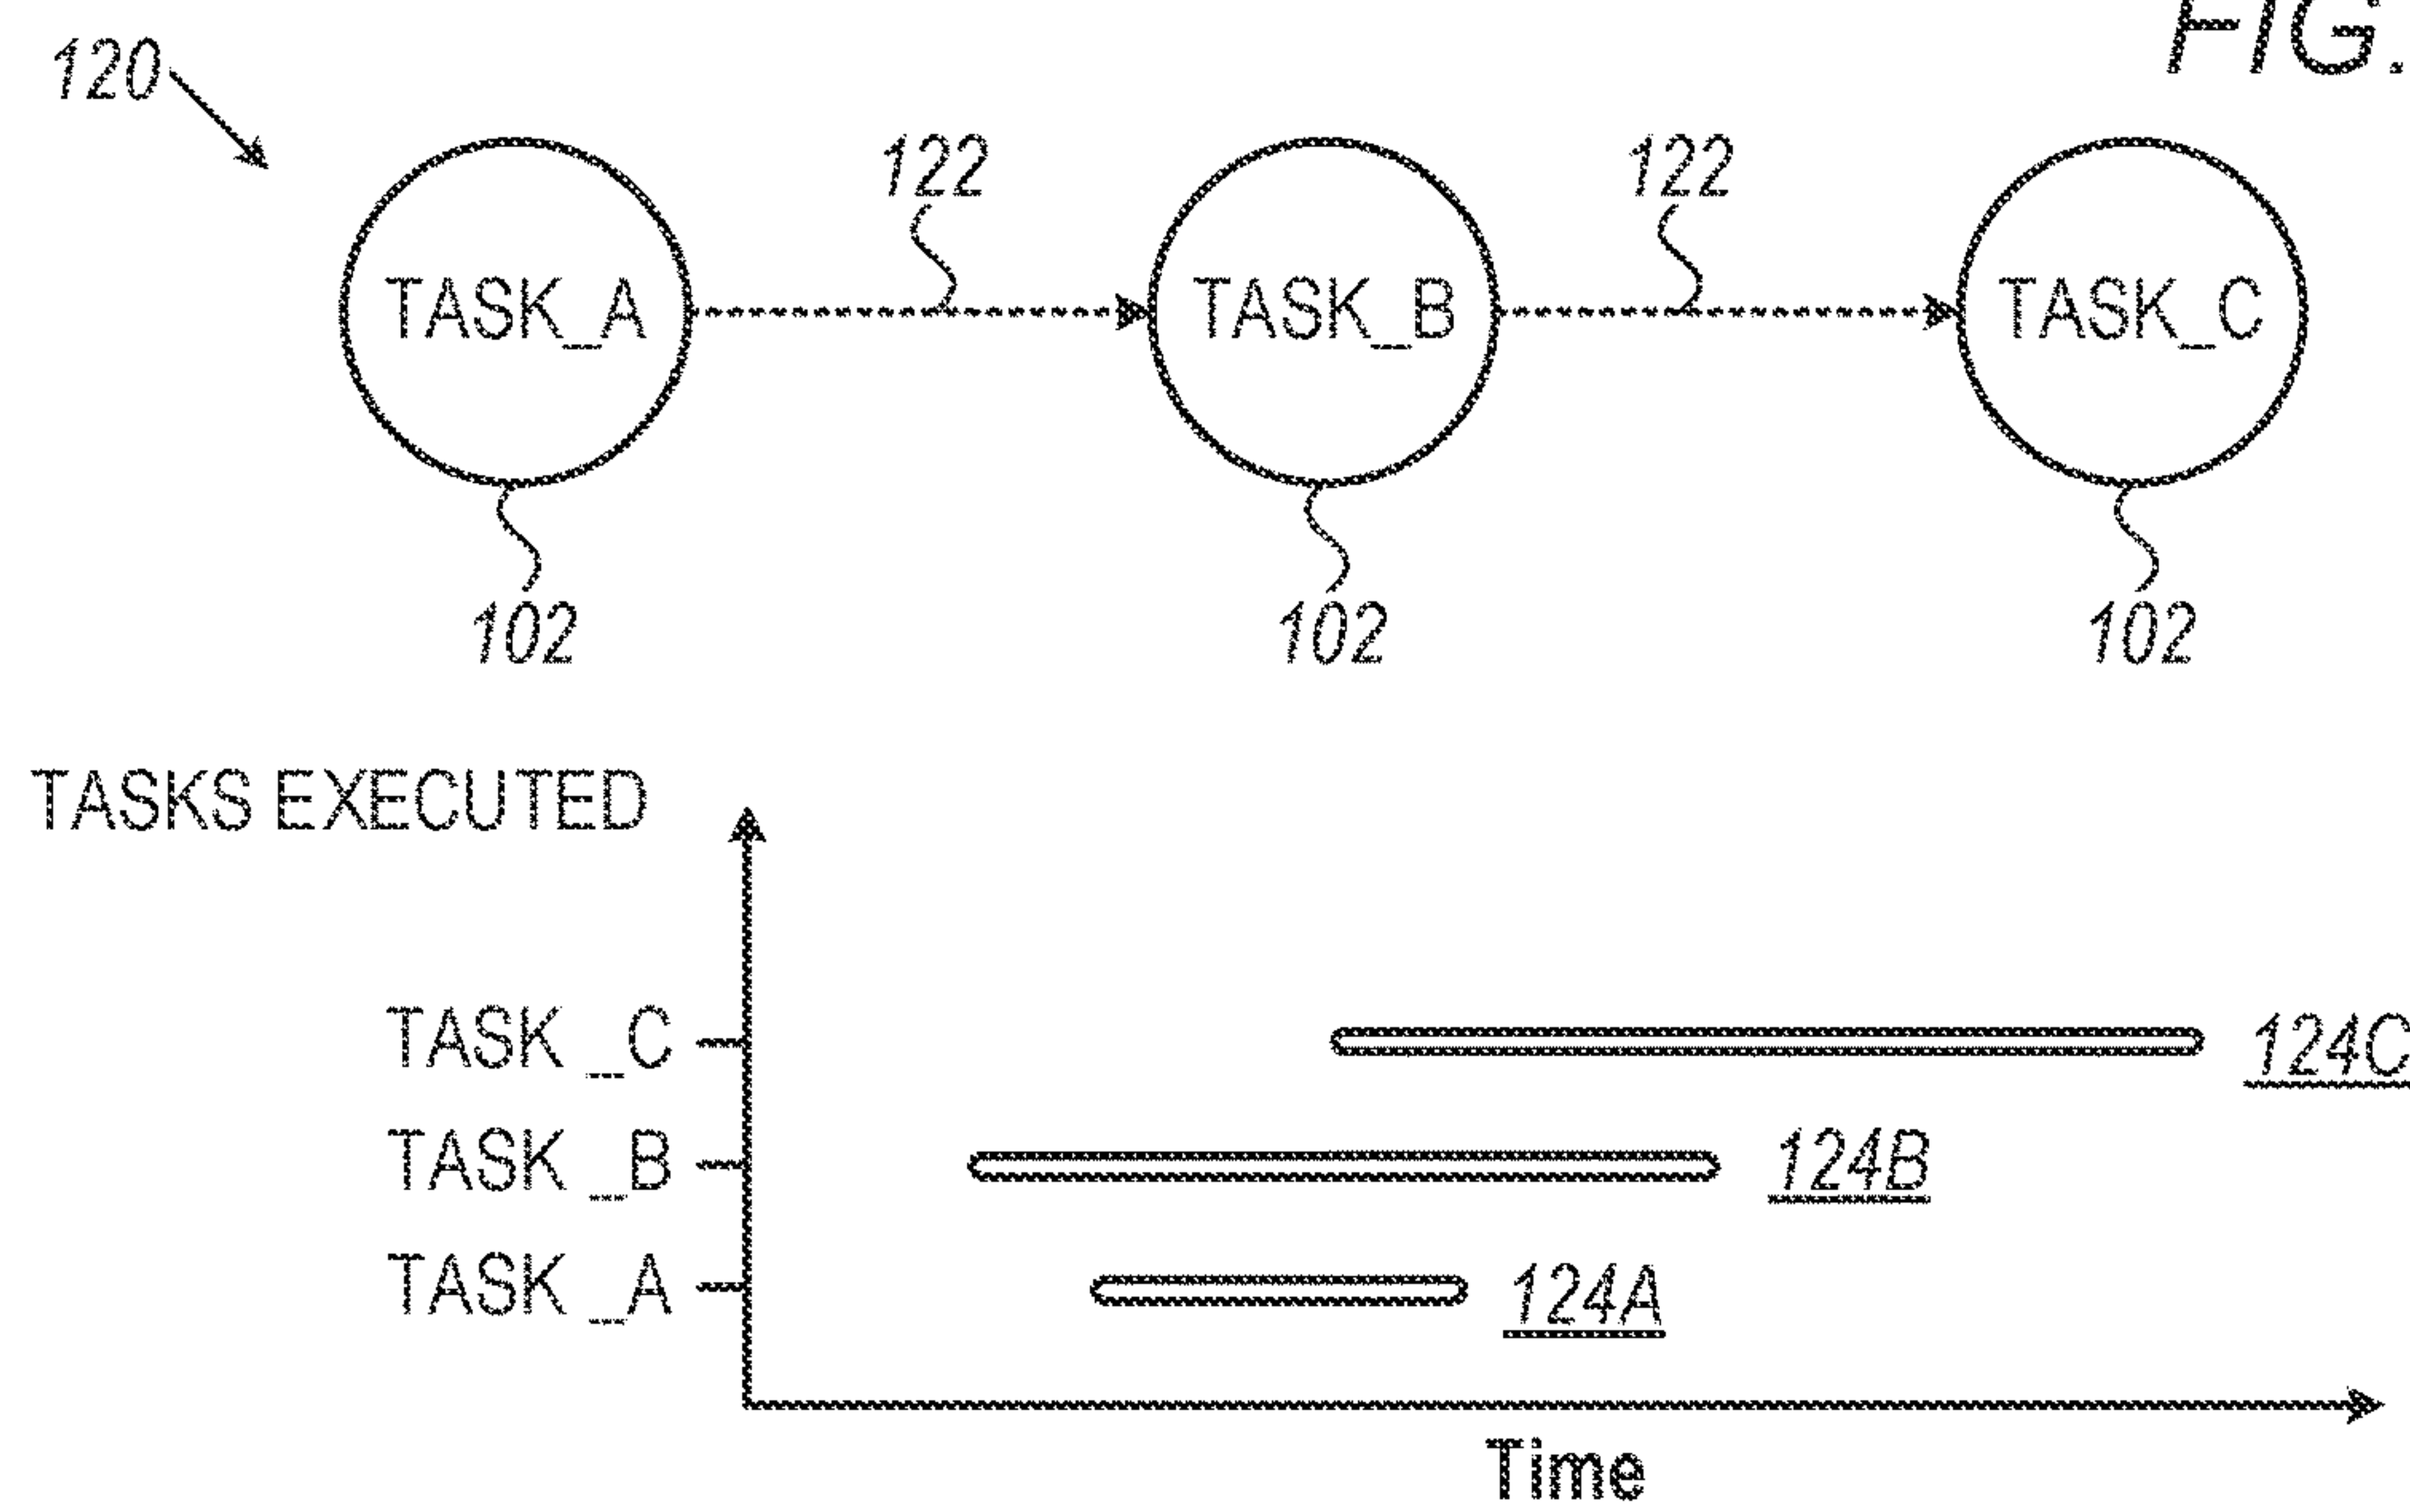 FIG.
120
122 122
TASK_A TASK_B TASK_C
102 102 102
TASKS EXECUTED
TASK _C 124C
TASK _B 124B
TASK _A 124A
Time